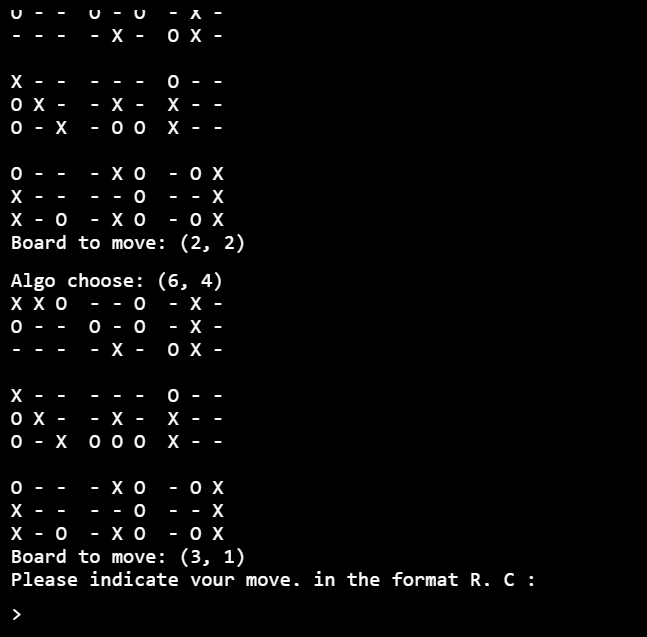 O - -  O - O  - X -
- - -  - X -  O X -
X - -  - - -  O - -
O X -  - X -  X - -
O - X  - O O  X - -
O - -  - X O  - O X
X - -  - - O  - - X
X - O  - X O  - O X
Board to move: (2, 2)
Algo choose: (6, 4)
X X O  - - O  - X -
O - -  O - O  - X -
- - -  - X -  O X -
X - -  - - -  O - -
O X -  - X -  X - -
O - X  O O O  X - -
O - -  - X O  - O X
X - -  - - O  - - X
X - O  - X O  - O X
Board to move: (3, 1)
Please indicate your move. in the format R. C :
>